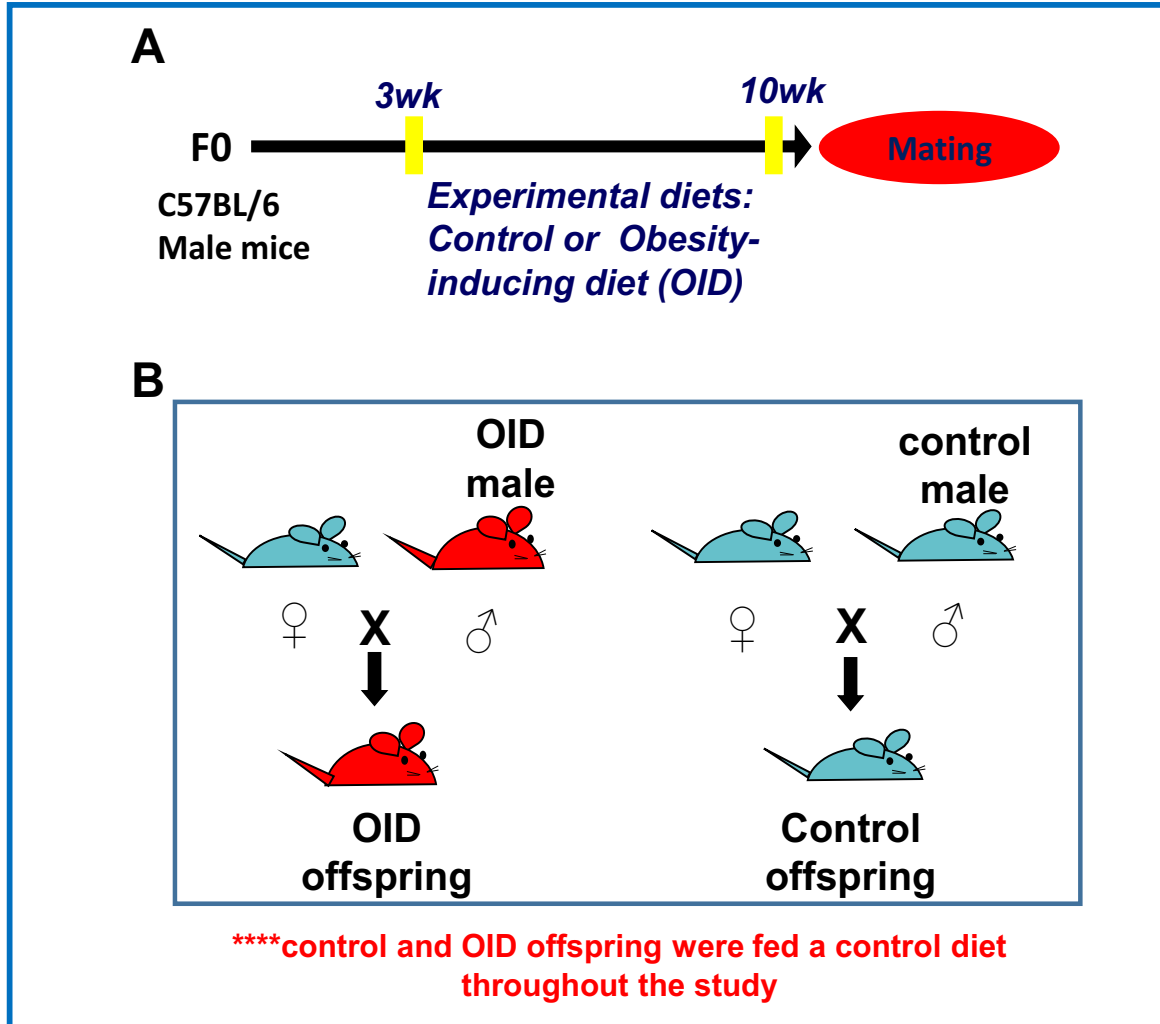 A
3wk
10wk
F0
Mating
C57BL/6
Male mice
Experimental diets:
Control or Obesity-
inducing diet (OID)
B
OID
male
control
male
♀ X ♂
♀ X ♂
OID
offspring
Control
offspring
****control and OID offspring were fed a control diet
throughout the study